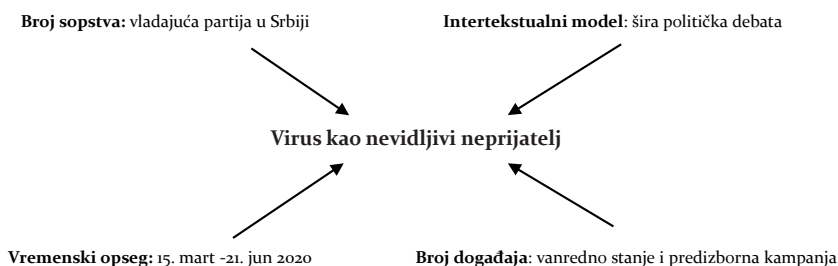 Broj sopstva: vladajuća partija u Srbiji
Intertekstualni model: šira politička debata
Virus kao nevidljivi neprijatelj
Vremenski opseg: 15. mart -21. jun 2020
Broj događaja: vanredno stanje i predizborna kampanja